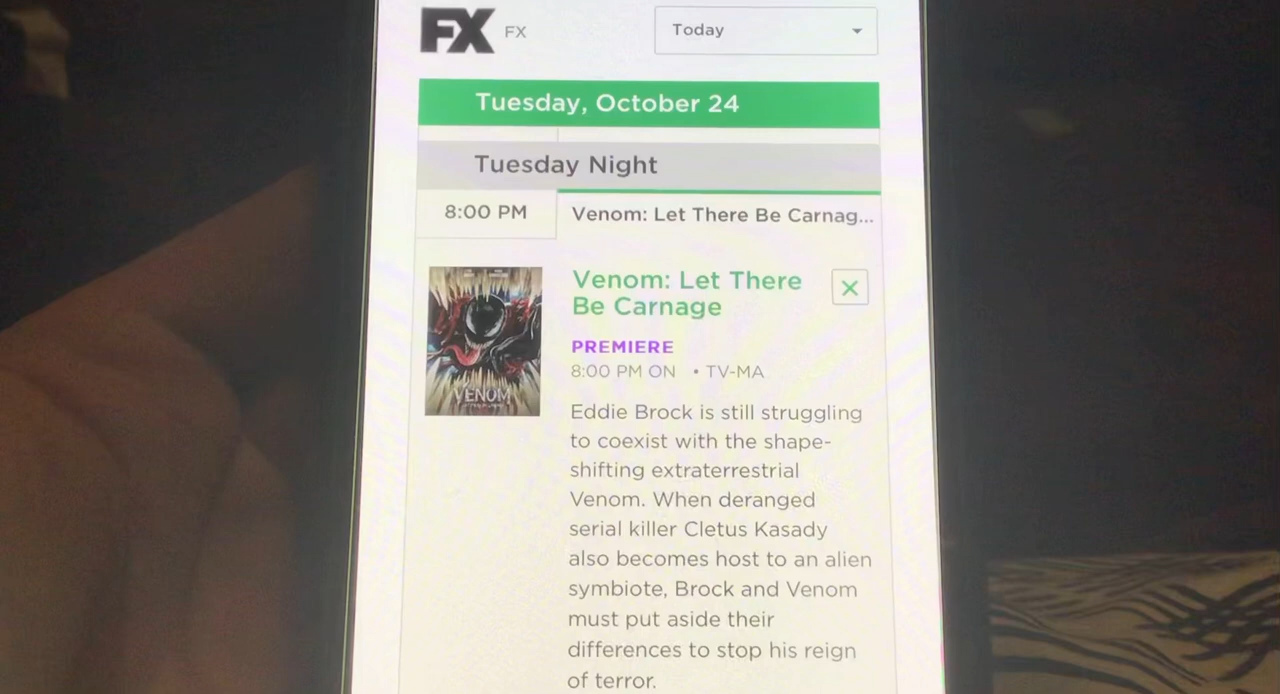 FX FX Today
Tuesday, October 24
Tuesday Night
8:00 PM Venom: Let There Be Carnag...
Venom: Let There
Be Carnage
PREMIERE
8:00 PM ON • TV-MA
VENOM
Eddie Brock is still struggling
to coexist with the shape-
shifting extraterrestrial
Venom. When deranged
serial killer Cletus Kasady
also becomes host to an alien
symbiote, Brock and Venom
must put aside their
differences to stop his reign
of terror.